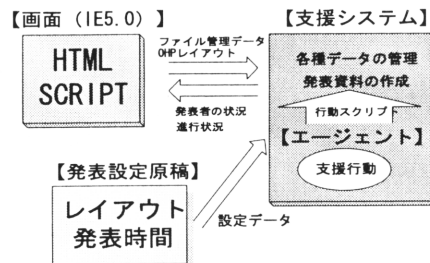 【画面（IE5.0）】
HTML
SCRIPT
ファイル管理データ
OHPレイアウト
発表者の状況
進行状況
【支援システム】
各種データの管理
発表資料の作成
行動スクリプト
【エージェント】
支援行動
【発表設定原稿】
レイアウト
発表時間
設定データ